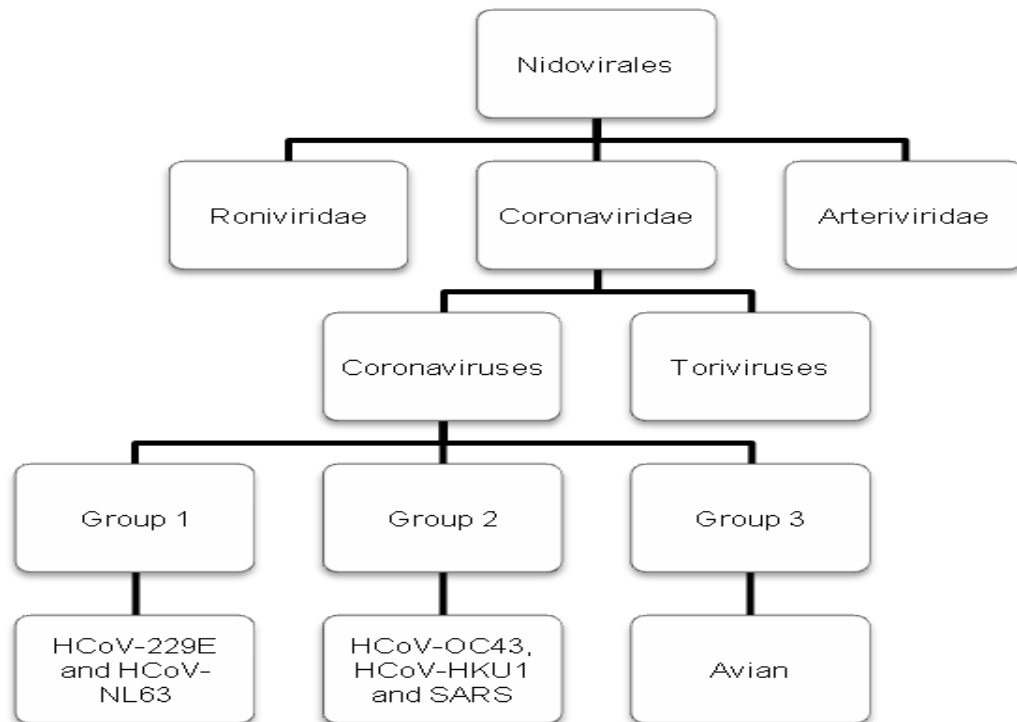 Nidovirales
Roniviridae
Coronaviridae
Arteriviridae
Coronaviruses
Toriviruses
Group 1
Group 2
Group 3
HCoV-229E
and HCoV-
NL63
HCoV-OC43,
HCoV-HKU1
and SARS
Avian